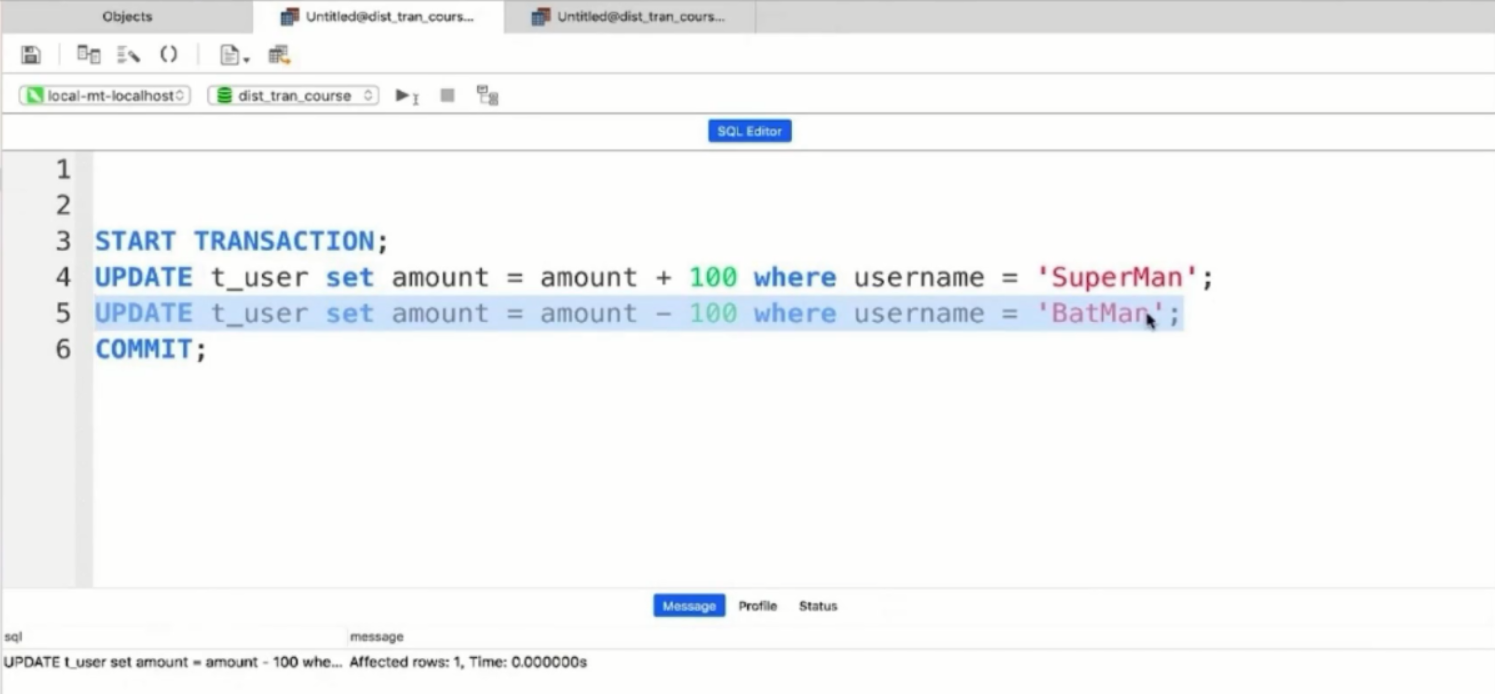 Objects Untitled@dist_tran_cours... Untitled@dist_tran_cours...
local-mt-localhost dist_tran_course
SQL Editor
1
2
3 START TRANSACTION;
4 UPDATE t_user set amount = amount + 100 where username = 'SuperMan';
5 UPDATE t_user set amount = amount - 100 where username = 'BatMan';
6 COMMIT;
Message Profile Status
sql message
UPDATE t_user set amount = amount - 100 whe... Affected rows: 1, Time: 0.000000s